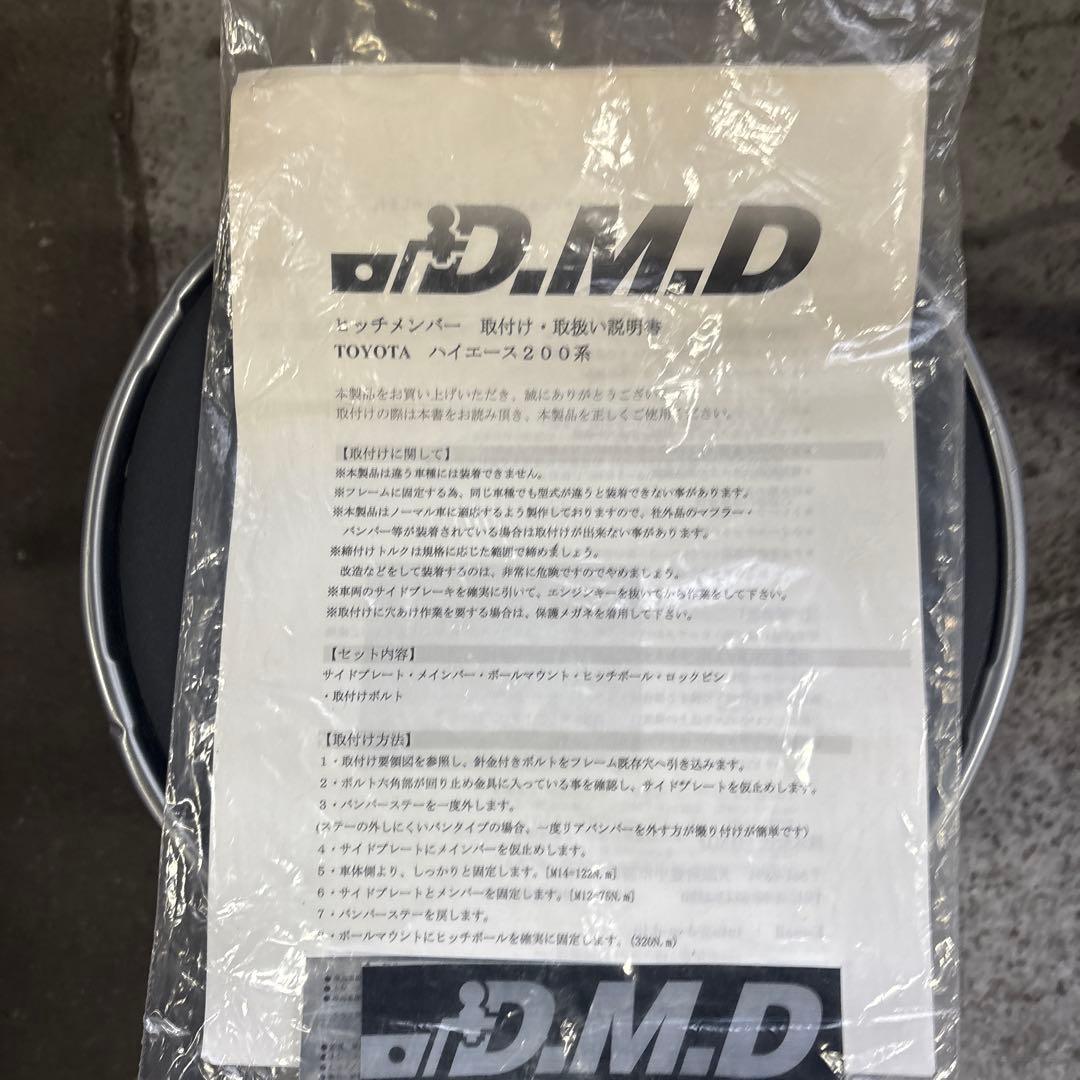 D.M.D
ヒッチメンバー 取付け・取扱い説明書
TOYOTA ハイエース200系
本製品をお買い上げいただき、誠にありがとうござい
取付けの際は本書をお読み頂き、本製品を正しくご使用ください。
【取付けに関して】
※本製品は違う車種には装着できません。
※フレームに固定する為、同じ車種でも型式が違うと装着できない事があります。
※本製品はノーマル車に適応するよう製作しておりますので、社外品のマフラー・
バンパー等が装着されている場合は取付けが出来ない事があります。
※締付けトルクは規格に応じた範囲で締めましょう。
改造などをして装着するのは、非常に危険ですのでやめましょう。
※車両のサイドブレーキを確実に引いて、エンジンキーを抜いてから作業をして下さい。
※取付けに穴あけ作業を要する場合は、保護メガネを着用して下さい。
【セット内容】
サイドプレート・メインバー・ボールマウント・ヒッチボール・ロックピン
・取付けボルト
【取付け方法】
1・取付け要領図を参照し、針金付きボルトをフレーム既存穴へ引き込みます。
2・ボルト六角部が回り止め金具に入っている事を確認し、サイドプレートを仮止めします。
3・バンパーステーを一度外します。
(ステーの外しにくいバンタイプの場合、一度リアバンパーを外す方が取り付けが簡単です)
4・サイドプレートにメインバーを仮止めします。
5・車体側より、しっかりと固定します。[M14=122N.m]
6・サイドプレートとメンバーを固定します。[M12=76N.m]
7・バンパーステーを戻します。
8・ボールマウントにヒッチボールを確実に固定します。(320N.m)
D.M.D